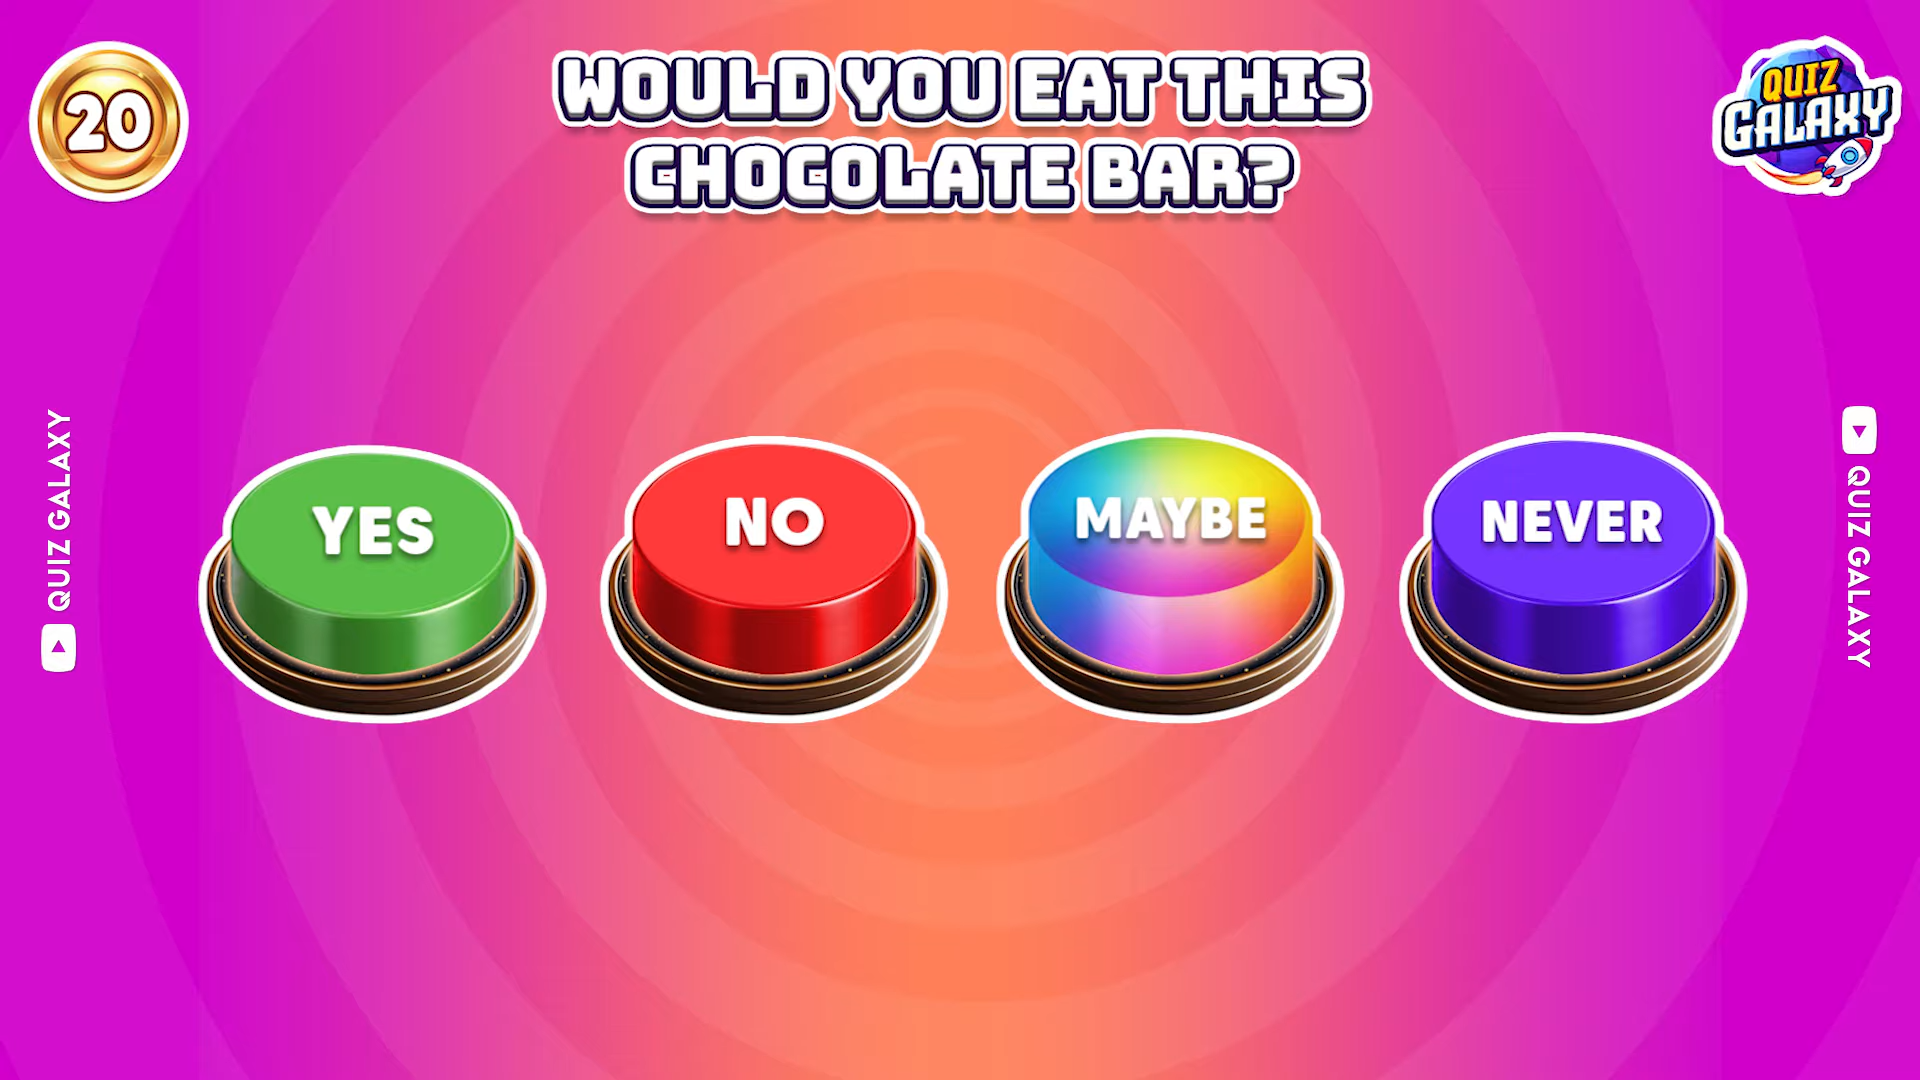 20
WOULD YOU EAT THIS
CHOCOLATE BAR?
QUIZ
GALAXY
QUIZ GALAXY
YES
NO
MAYBE
NEVER
QUIZ GALAXY